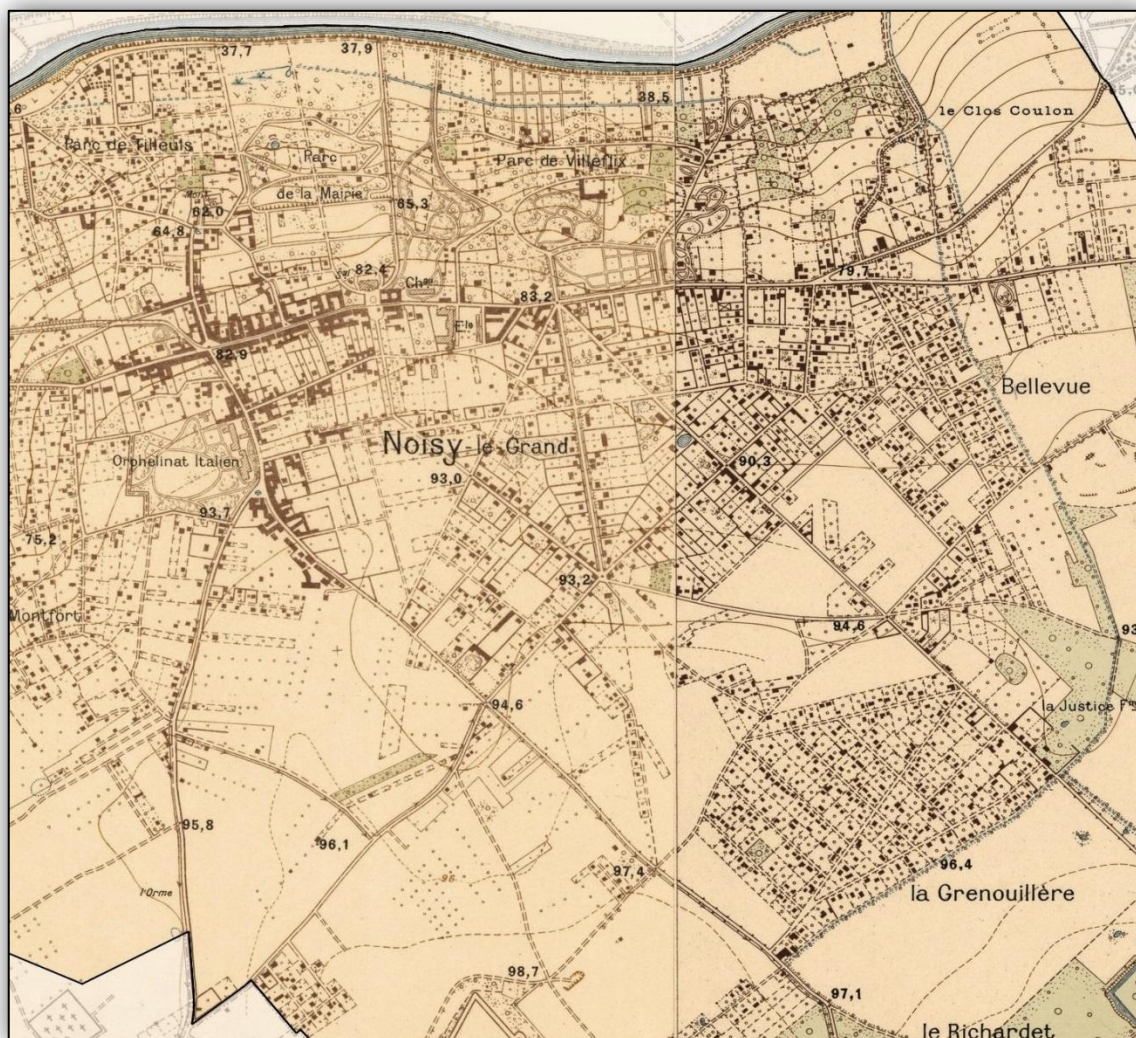 37,7
37,9
38,5
le Clos Coulon
Parc de Tilleuls
Parc
de la Mairie
Parc de Villeflix
62,0
64,8
65,3
82,4
Chau
83,2
79,7
82,9
Bellevue
Orphelinat Italien
Noisy-le-Grand
93,0
90,3
93,7
75,2
93,2
Montfort
94,6
94,6
la Justice Fme
95,8
96,1
96
97,4
96,4
l'Orme
la Grenouillère
98,7
97,1
le Richardet